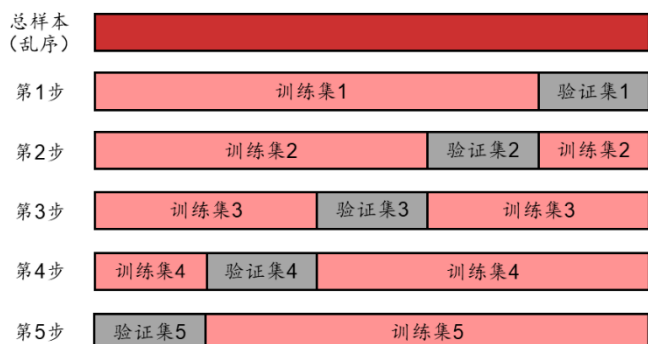 总样本
(乱序)
第1步
训练集1
验证集1
第2步
训练集2
验证集2
训练集2
第3步
训练集3
验证集3
训练集3
第4步
训练集4
验证集4
训练集4
第5步
验证集5
训练集5